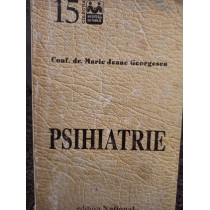 15
Conf. dr. Marie Jeane Georgescu
PSIHIATRIE
editura National